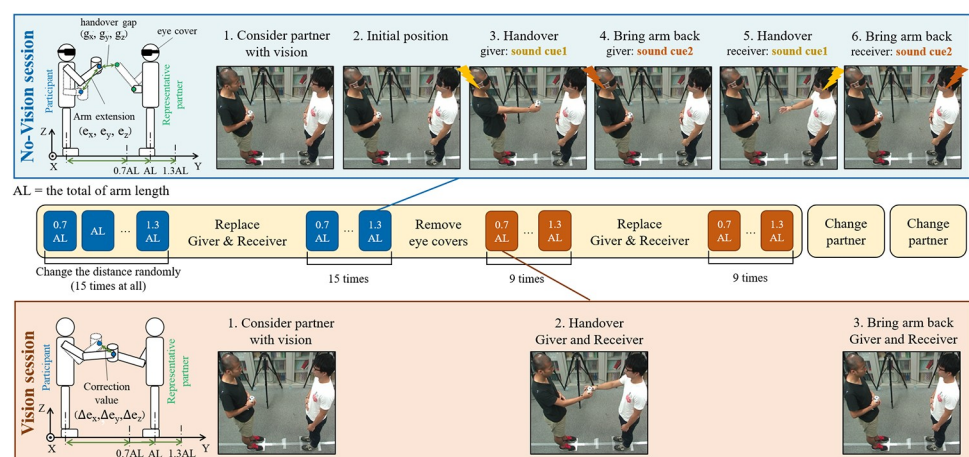 No-Vision session
handover gap
(gx, gy, gz)
eye cover
Participant
Representative
partner
Arm extension
(ex, ey, ez)
Z
X
Y
0.7AL AL 1.3AL
1. Consider partner
with vision
2. Initial position
3. Handover
giver: sound cue1
4. Bring arm back
giver: sound cue2
5. Handover
receiver: sound cue1
6. Bring arm back
receiver: sound cue2
AL = the total of arm length
0.7
AL
AL
...
1.3
AL
Replace
Giver & Receiver
0.7
AL
...
1.3
AL
Remove
eye covers
0.7
AL
...
1.3
AL
Replace
Giver & Receiver
0.7
AL
...
1.3
AL
Change
partner
Change
partner
Change the distance randomly
(15 times at all)
15 times
9 times
9 times
Vision session
Participant
Representative
partner
Correction
value
(Δex,Δey,Δez)
Z
X
Y
0.7AL AL 1.3AL
1. Consider partner
with vision
2. Handover
Giver and Receiver
3. Bring arm back
Giver and Receiver